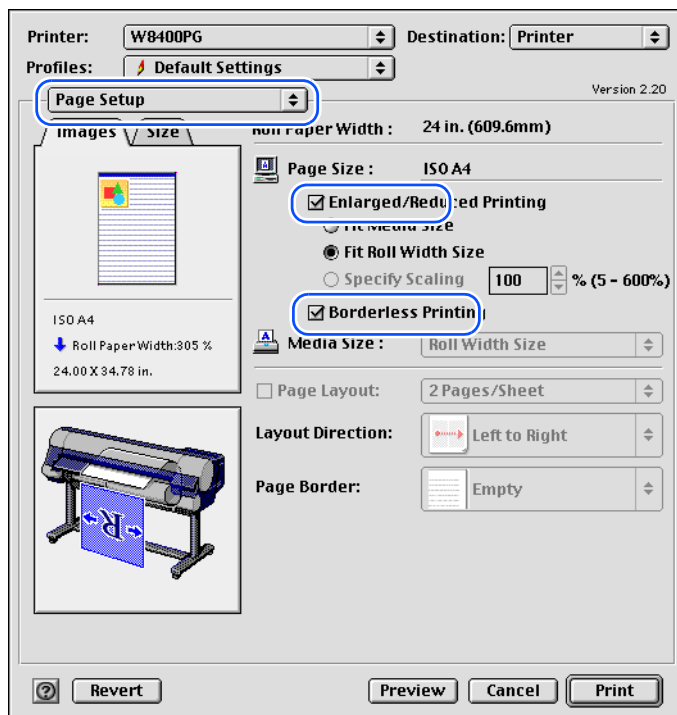 Printer: W8400PG Destination: Printer
Profiles: Default Settings
Version 2.20
Page Setup
Images Size
Roll Paper Width : 24 in. (609.6mm)
Page Size : ISO A4
Enlarged/Reduced Printing
Fit Media Size
Fit Roll Width Size
Specify Scaling 100 % (5 - 600%)
Borderless Printing
ISO A4
Roll Paper Width:305 %
24.00 X 34.78 in.
Media Size : Roll Width Size
Page Layout: 2 Pages/Sheet
Layout Direction: Left to Right
Page Border: Empty
R
? Revert Preview Cancel Print